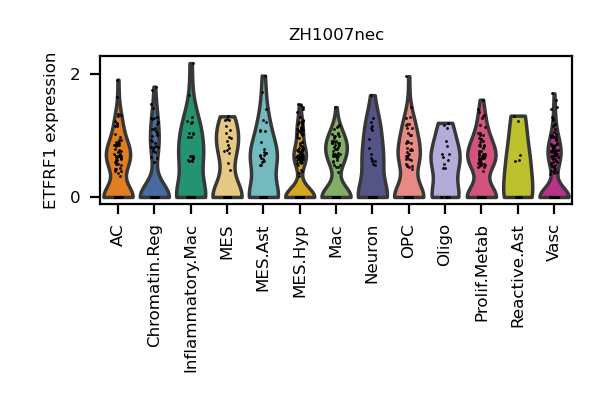 ZH1007nec
ETFRF1 expression
2
0
AC
Chromatin.Reg
Inflammatory.Mac
MES
MES.Ast
MES.Hyp
Mac
Neuron
OPC
Oligo
Prolif.Metab
Reactive.Ast
Vasc